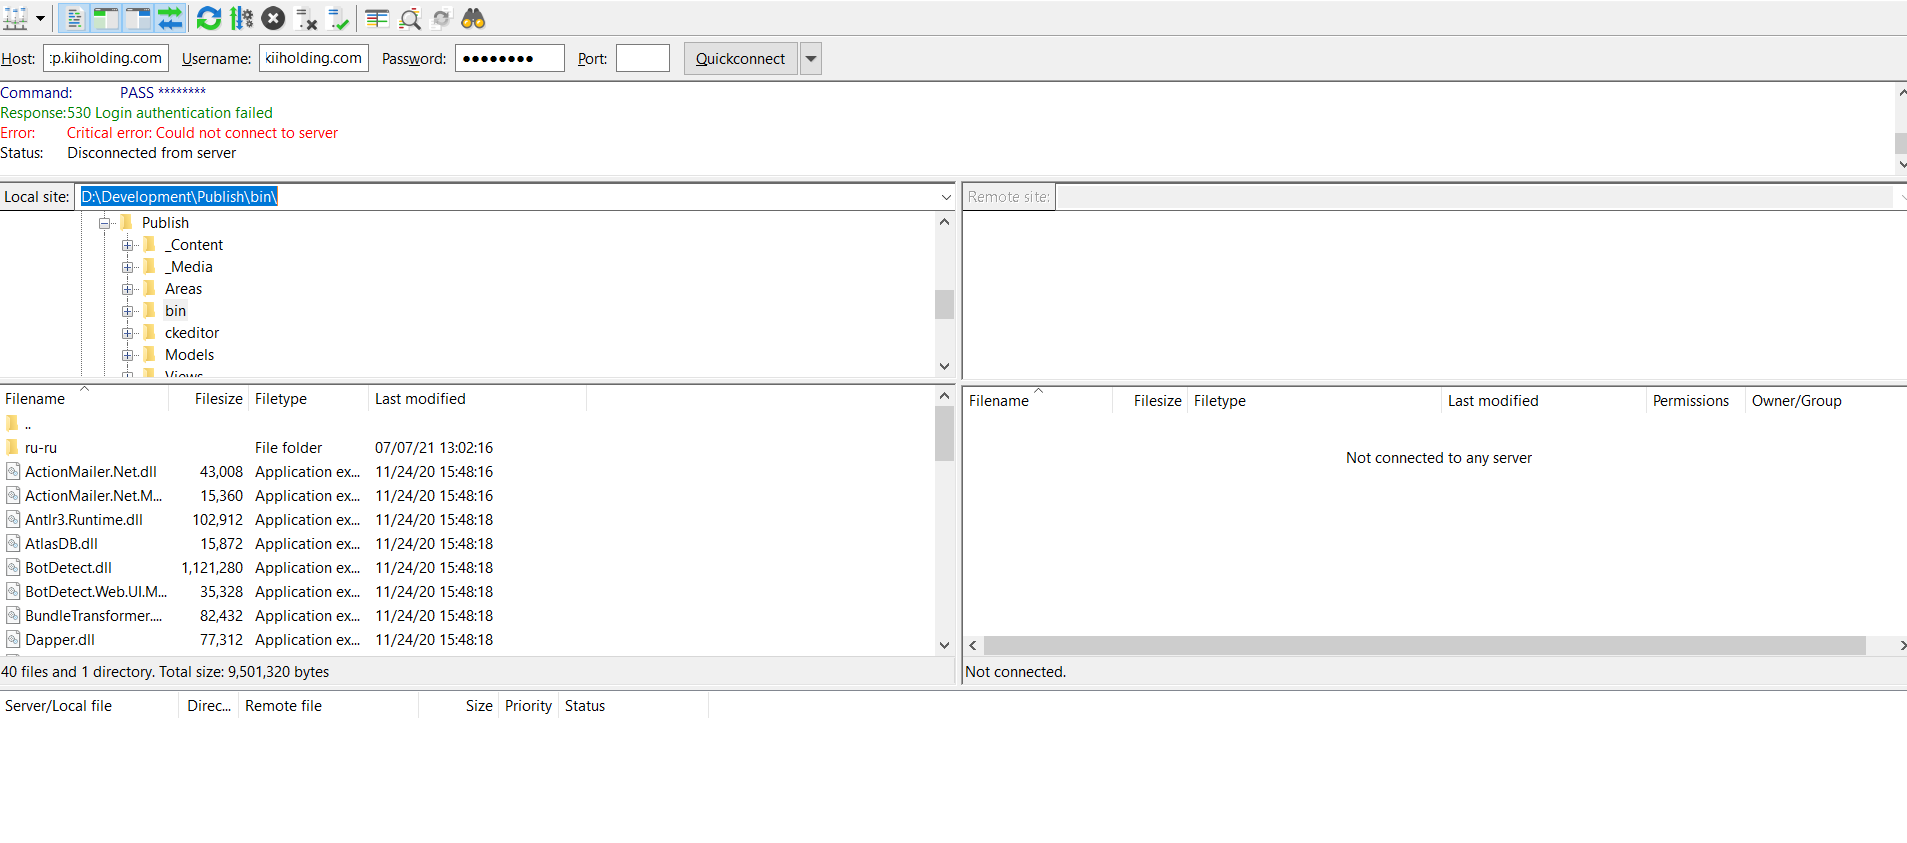 Host: :p.kiiholding.com Username: kiiholding.com Password: ●●●●●●●● Port: Quickconnect
Command: PASS ********
Response: 530 Login authentication failed
Error: Critical error: Could not connect to server
Status: Disconnected from server
Local site: D:\Development\Publish\bin\
Remote site:
Publish
_Content
_Media
Areas
bin
ckeditor
Models
Views
Filename Filesize Filetype Last modified
..
ru-ru File folder 07/07/21 13:02:16
ActionMailer.Net.dll 43,008 Application ex... 11/24/20 15:48:16
ActionMailer.Net.M... 15,360 Application ex... 11/24/20 15:48:16
Antlr3.Runtime.dll 102,912 Application ex... 11/24/20 15:48:18
AtlasDB.dll 15,872 Application ex... 11/24/20 15:48:18
BotDetect.dll 1,121,280 Application ex... 11/24/20 15:48:18
BotDetect.Web.UI.M... 35,328 Application ex... 11/24/20 15:48:18
BundleTransformer.... 82,432 Application ex... 11/24/20 15:48:18
Dapper.dll 77,312 Application ex... 11/24/20 15:48:18
40 files and 1 directory. Total size: 9,501,320 bytes
Filename Filesize Filetype Last modified Permissions Owner/Group
Not connected to any server
Not connected.
Server/Local file Direc... Remote file Size Priority Status